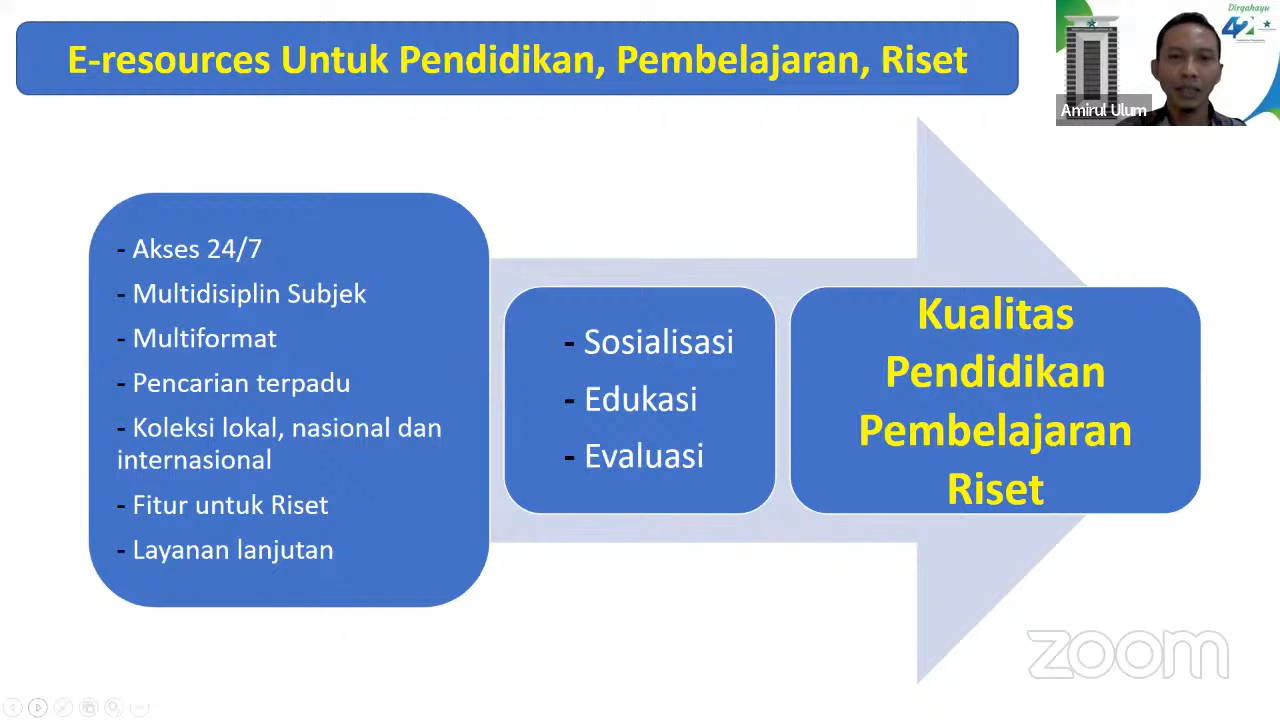 E-resources Untuk Pendidikan, Pembelajaran, Riset
Dirgahayu
42
Amirul Ulum
- Akses 24/7
- Multidisiplin Subjek
- Multiformat
- Pencarian terpadu
- Koleksi lokal, nasional dan
internasional
- Fitur untuk Riset
- Layanan lanjutan
- Sosialisasi
- Edukasi
- Evaluasi
Kualitas
Pendidikan
Pembelajaran
Riset
zoom